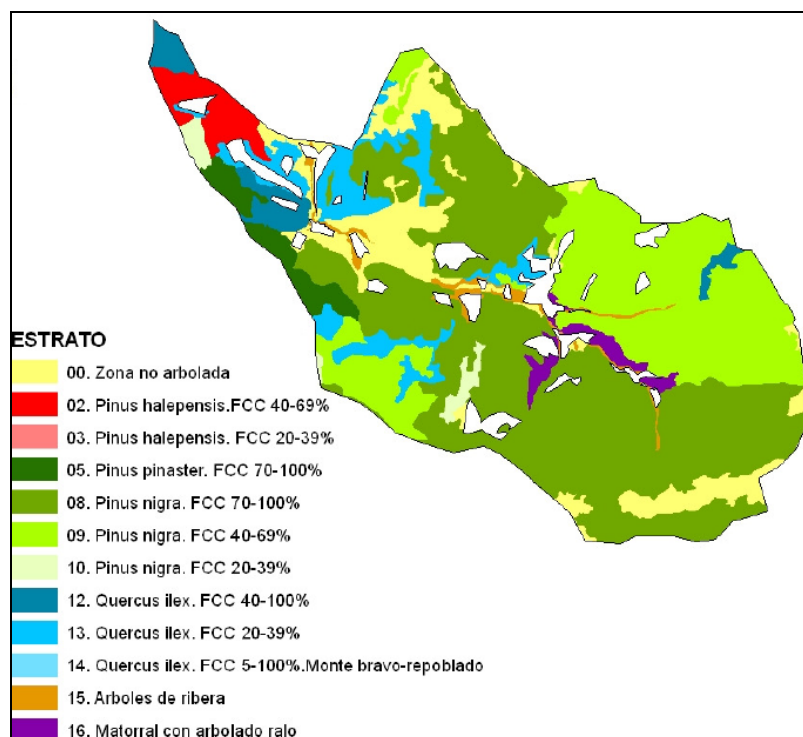 ESTRATO
00. Zona no arbolada
02. Pinus halepensis.FCC 40-69%
03. Pinus halepensis. FCC 20-39%
05. Pinus pinaster. FCC 70-100%
08. Pinus nigra. FCC 70-100%
09. Pinus nigra. FCC 40-69%
10. Pinus nigra. FCC 20-39%
12. Quercus ilex. FCC 40-100%
13. Quercus ilex. FCC 20-39%
14. Quercus ilex. FCC 5-100%.Monte bravo-repoblado
15. Arboles de ribera
16. Matorral con arbolado ralo